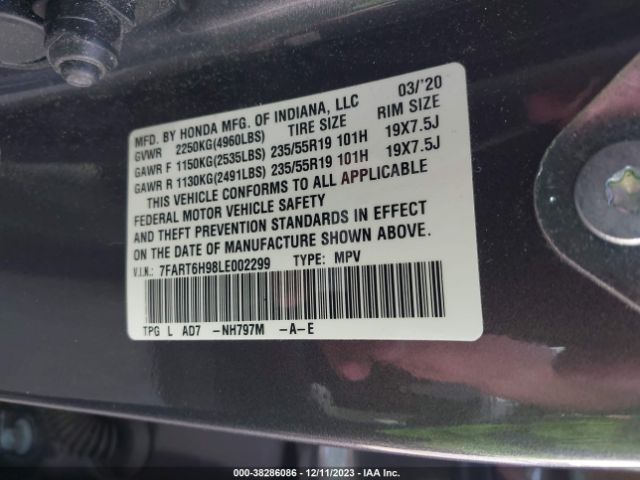 MFD. BY HONDA MFG. OF INDIANA, LLC 03/'20
GVWR 2250KG(4960LBS) TIRE SIZE RIM SIZE
GAWR F 1150KG(2535LBS) 235/55R19 101H 19X7.5J
GAWR R 1130KG(2491LBS) 235/55R19 101H 19X7.5J
THIS VEHICLE CONFORMS TO ALL APPLICABLE
FEDERAL MOTOR VEHICLE SAFETY
AND THEFT PREVENTION STANDARDS IN EFFECT
ON THE DATE OF MANUFACTURE SHOWN ABOVE.
V.I.N.: 7FART6H98LE002299 TYPE: MPV
TPG L AD7 -NH797M -A-E
000-38286086 - 12/11/2023 - IAA Inc.